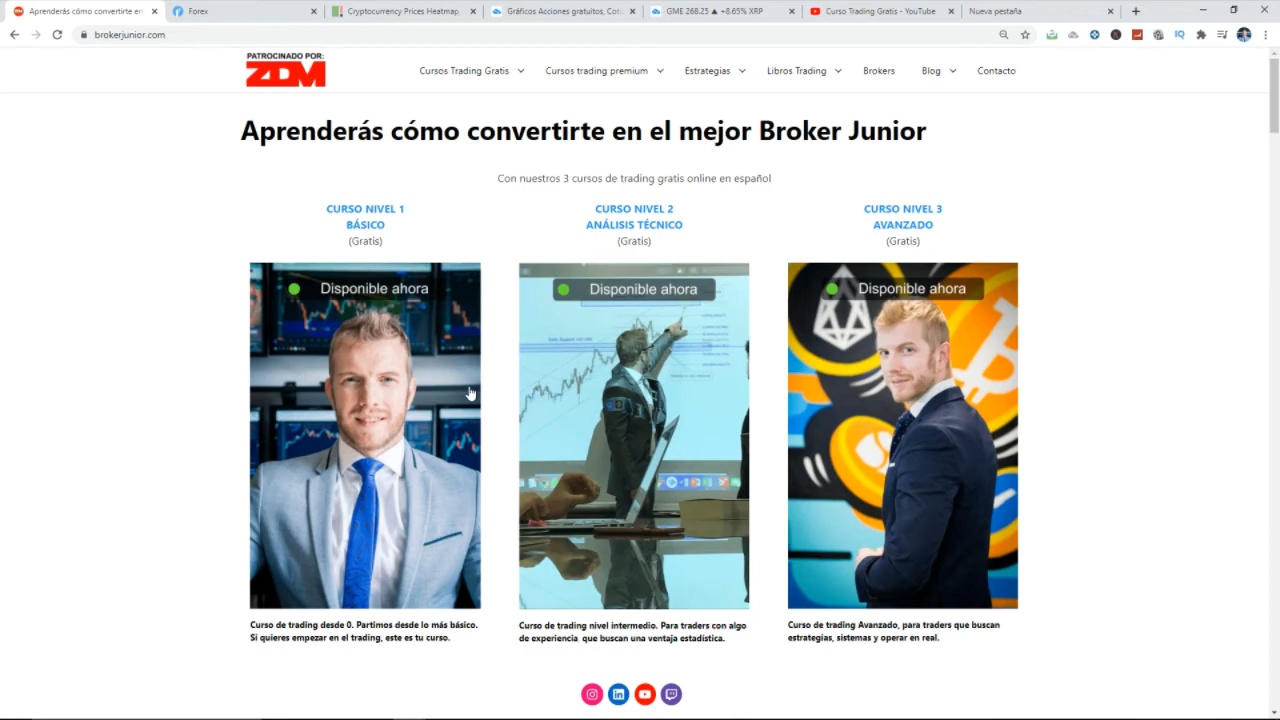 Aprenderás cómo convertirte en
Forex
Cryptocurrency Prices Heatmap,
Gráficos Acciones gratuitos, Coti
GME 268.25 ▲ +8.65% XRP
Curso Trading Gratis - YouTube
Nueva pestaña
brokerjunior.com
PATROCINADO POR:
ZDM
Cursos Trading Gratis
Cursos trading premium
Estrategias
Libros Trading
Brokers
Blog
Contacto
Aprenderás cómo convertirte en el mejor Broker Junior
Con nuestros 3 cursos de trading gratis online en español
CURSO NIVEL 1
BÁSICO
(Gratis)
Disponible ahora
Curso de trading desde 0. Partimos desde lo más básico.
Si quieres empezar en el trading, este es tu curso.
CURSO NIVEL 2
ANÁLISIS TÉCNICO
(Gratis)
Disponible ahora
Curso de trading nivel intermedio. Para traders con algo
de experiencia que buscan una ventaja estadística.
CURSO NIVEL 3
AVANZADO
(Gratis)
Disponible ahora
Curso de trading Avanzado, para traders que buscan
estrategias, sistemas y operar en real.